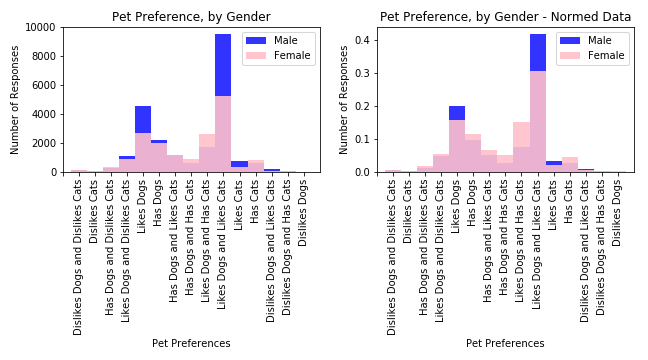 Pet Preference, by Gender
10000
8000
6000
4000
2000
0
Number of Responses
Male
Female
Dislikes Dogs and Dislikes Cats
Dislikes Cats
Has Dogs and Dislikes Cats
Likes Dogs and Dislikes Cats
Likes Dogs
Has Dogs
Has Dogs and Likes Cats
Has Dogs and Has Cats
Likes Dogs and Has Cats
Likes Dogs and Likes Cats
Likes Cats
Has Cats
Dislikes Dogs and Likes Cats
Dislikes Dogs and Has Cats
Dislikes Dogs
Pet Preferences
Pet Preference, by Gender - Normed Data
0.4
0.3
0.2
0.1
0.0
Number of Responses
Male
Female
Dislikes Dogs and Dislikes Cats
Dislikes Cats
Has Dogs and Dislikes Cats
Likes Dogs and Dislikes Cats
Likes Dogs
Has Dogs
Has Dogs and Likes Cats
Has Dogs and Has Cats
Likes Dogs and Has Cats
Likes Dogs and Likes Cats
Likes Cats
Has Cats
Dislikes Dogs and Likes Cats
Dislikes Dogs and Has Cats
Dislikes Dogs
Pet Preferences